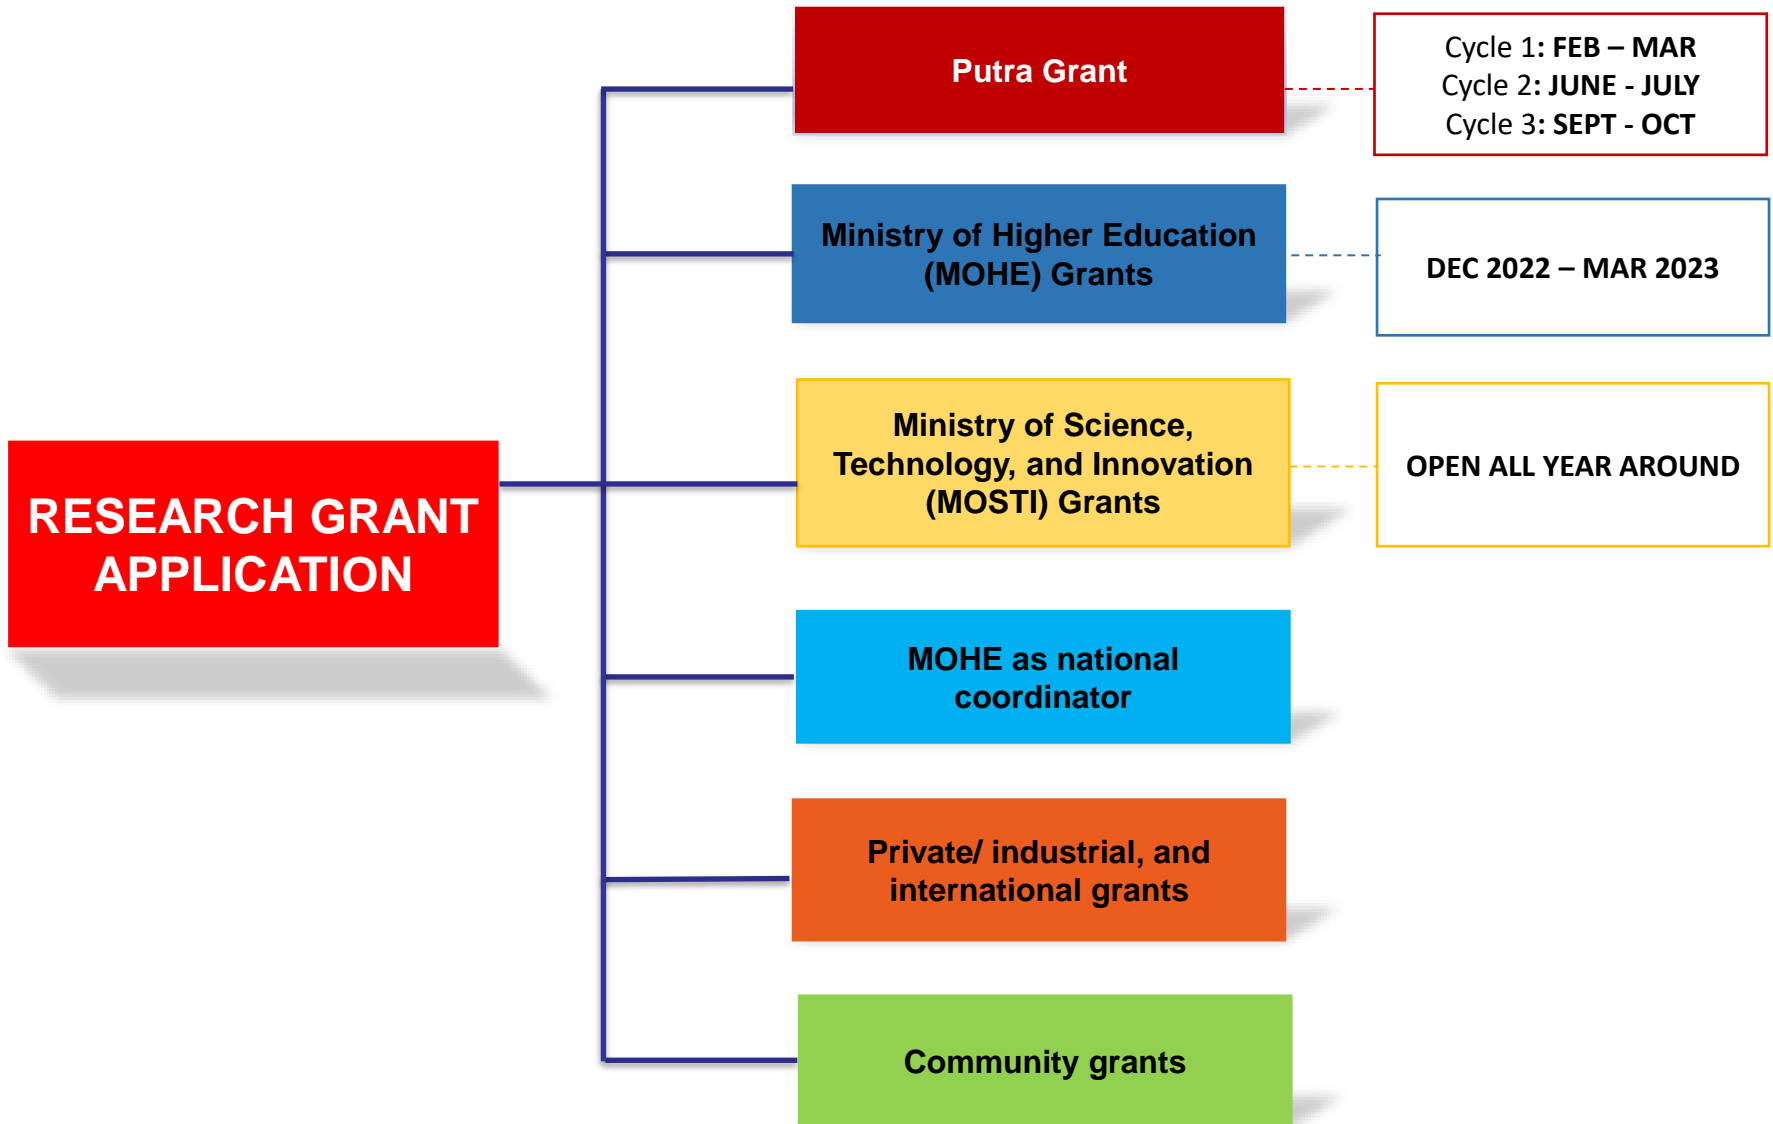 RESEARCH GRANT
APPLICATION
Putra Grant
Cycle 1: FEB – MAR
Cycle 2: JUNE - JULY
Cycle 3: SEPT - OCT
Ministry of Higher Education
(MOHE) Grants
DEC 2022 – MAR 2023
Ministry of Science,
Technology, and Innovation
(MOSTI) Grants
OPEN ALL YEAR AROUND
MOHE as national
coordinator
Private/ industrial, and
international grants
Community grants